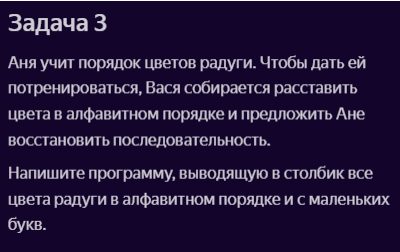 Задача 3
Аня учит порядок цветов радуги. Чтобы дать ей
потренироваться, Вася собирается расставить
цвета в алфавитном порядке и предложить Ане
восстановить последовательность.
Напишите программу, выводящую в столбик все
цвета радуги в алфавитном порядке и с маленьких
букв.